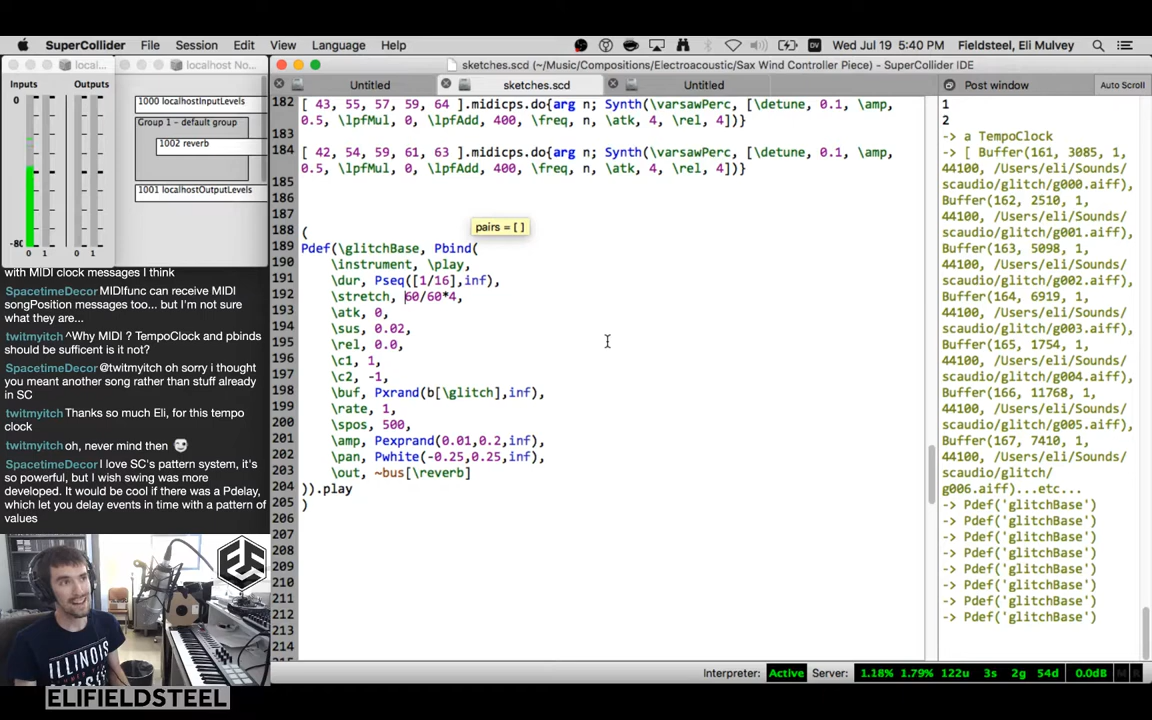 SuperCollider File Session Edit View Language Help
Wed Jul 19 5:40 PM Fieldsteel, Eli Mulvey
local...
localhost No...
sketches.scd (~/Music/Compositions/Electroacoustic/Sax Wind Controller Piece) - SuperCollider IDE
Inputs Outputs
0
-80
0 1 0 1
1000 localhostInputLevels
Group 1 - default group
1002 reverb
1001 localhostOutputLevels
Untitled
sketches.scd
Untitled
Post window
Auto Scroll
with MIDI clock messages I think
SpacetimeDecor MIDIfunc can receive MIDI
songPosition messages too... but I'm not sure
what they are...
twitmyitch ^Why MIDI ? TempoClock and pbinds
should be sufficent is it not?
SpacetimeDecor @twitmyitch oh sorry i thought
you meant another song rather than stuff already
in SC
twitmyitch Thanks so much Eli, for this tempo
clock
twitmyitch oh, never mind then
SpacetimeDecor I love SC's pattern system, it's
so powerful, but I wish swing was more
developed. It would be cool if there was a Pdelay,
which let you delay events in time with a pattern of
values
182 [ 43, 55, 57, 59, 64 ].midicps.do{arg n; Synth(\varsawPerc, [\detune, 0.1, \amp,
0.5, \lpfMul, 0, \lpfAdd, 400, \freq, n, \atk, 4, \rel, 4])}
183
184 [ 42, 54, 59, 61, 63 ].midicps.do{arg n; Synth(\varsawPerc, [\detune, 0.1, \amp,
0.5, \lpfMul, 0, \lpfAdd, 400, \freq, n, \atk, 4, \rel, 4])}
185
186
187
pairs = [ ]
188 (
189 Pdef(\glitchBase, Pbind(
190 \instrument, \play,
191 \dur, Pseq([1/16],inf),
192 \stretch, 60/60*4,
193 \atk, 0,
194 \sus, 0.02,
195 \rel, 0.0,
196 \c1, 1,
197 \c2, -1,
198 \buf, Pxrand(b[\glitch],inf),
199 \rate, 1,
200 \spos, 500,
201 \amp, Pexprand(0.01,0.2,inf),
202 \pan, Pwhite(-0.25,0.25,inf),
203 \out, ~bus[\reverb]
204 )).play
205 )
206
207
208
209
210
211
212
213
214
1
2
-> a TempoClock
-> [ Buffer(161, 3085, 1,
44100, /Users/eli/Sounds/
scaudio/glitch/g000.aiff),
Buffer(162, 2510, 1,
44100, /Users/eli/Sounds/
scaudio/glitch/g001.aiff),
Buffer(163, 5098, 1,
44100, /Users/eli/Sounds/
scaudio/glitch/g002.aiff),
Buffer(164, 6919, 1,
44100, /Users/eli/Sounds/
scaudio/glitch/g003.aiff),
Buffer(165, 1754, 1,
44100, /Users/eli/Sounds/
scaudio/glitch/g004.aiff),
Buffer(166, 11768, 1,
44100, /Users/eli/Sounds/
scaudio/glitch/g005.aiff),
Buffer(167, 7410, 1,
44100, /Users/eli/Sounds/
scaudio/glitch/
g006.aiff)...etc...
-> Pdef('glitchBase')
-> Pdef('glitchBase')
-> Pdef('glitchBase')
-> Pdef('glitchBase')
-> Pdef('glitchBase')
-> Pdef('glitchBase')
-> Pdef('glitchBase')
-> Pdef('glitchBase')
ILLINOIS
ELIFIELDSTEEL
Interpreter: Active Server: 1.18% 1.79% 122u 3s 2g 54d 0.0dB M R